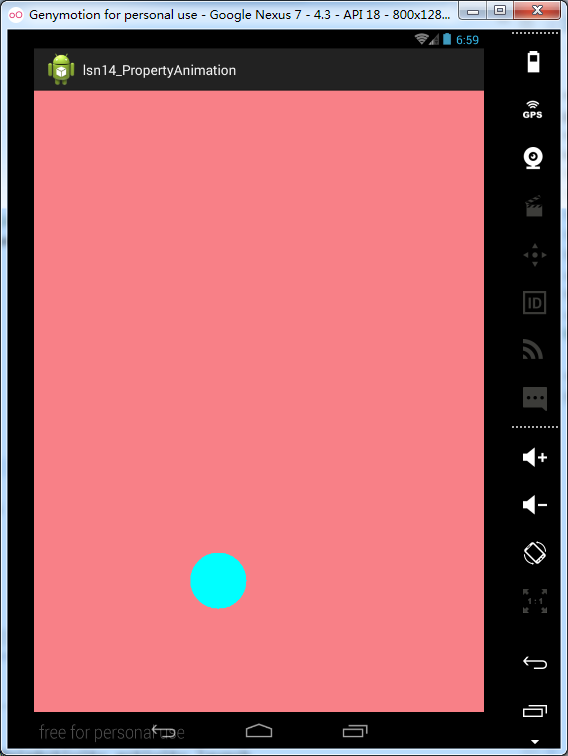 Genymotion for personal use - Google Nexus 7 - 4.3 - API 18 - 800x128...
6:59
lsn14_PropertyAnimation
GPS
ID
1:1
free for personal use